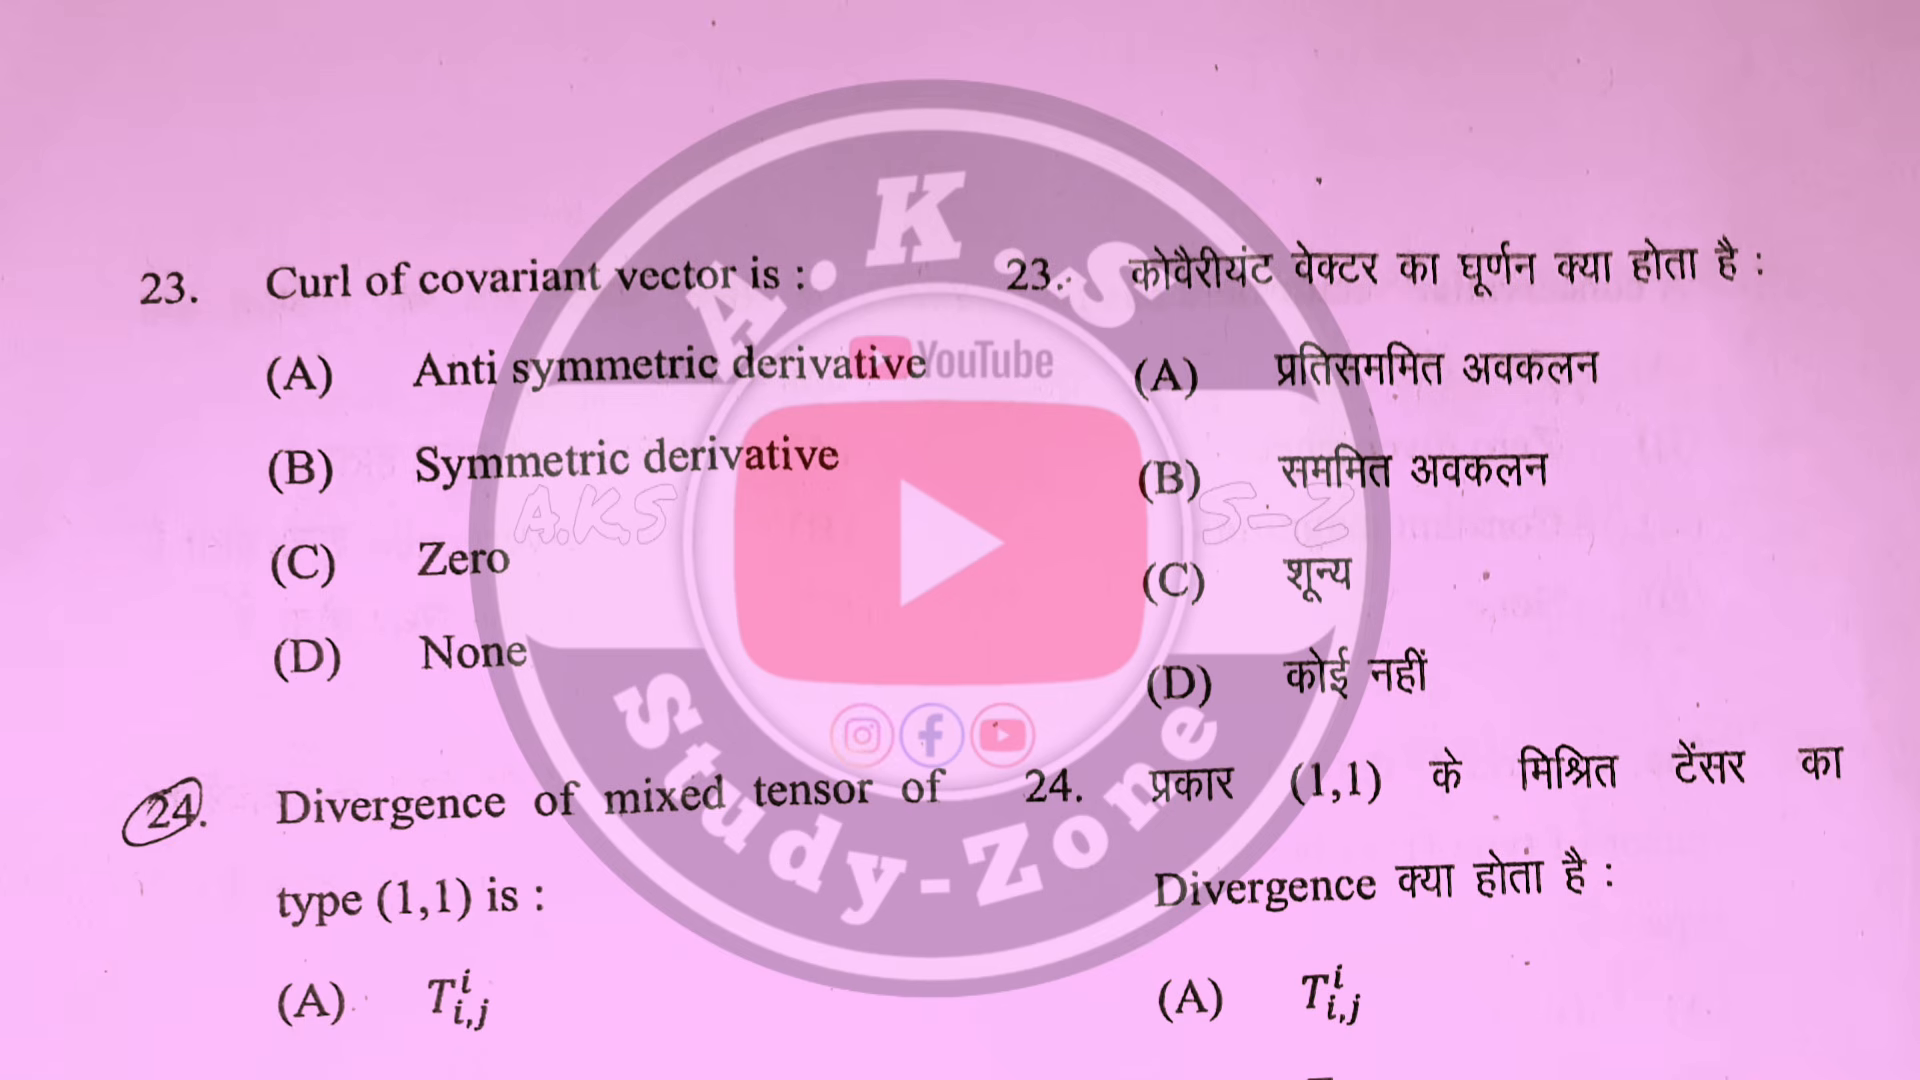 23. Curl of covariant vector is :
(A) Anti symmetric derivative
(B) Symmetric derivative
(C) Zero
(D) None
24. Divergence of mixed tensor of
type (1,1) is :
(A) T^i_{i,j}
23. कोवैरीयंट वेक्टर का घूर्णन क्या होता है :
(A) प्रतिसममित अवकलन
(B) सममित अवकलन
(C) शून्य
(D) कोई नहीं
24. प्रकार (1,1) के मिश्रित टेंसर का
Divergence क्या होता है :
(A) T^i_{i,j}
A.K.S
YouTube
A.K.S S-Z
Study-Zone